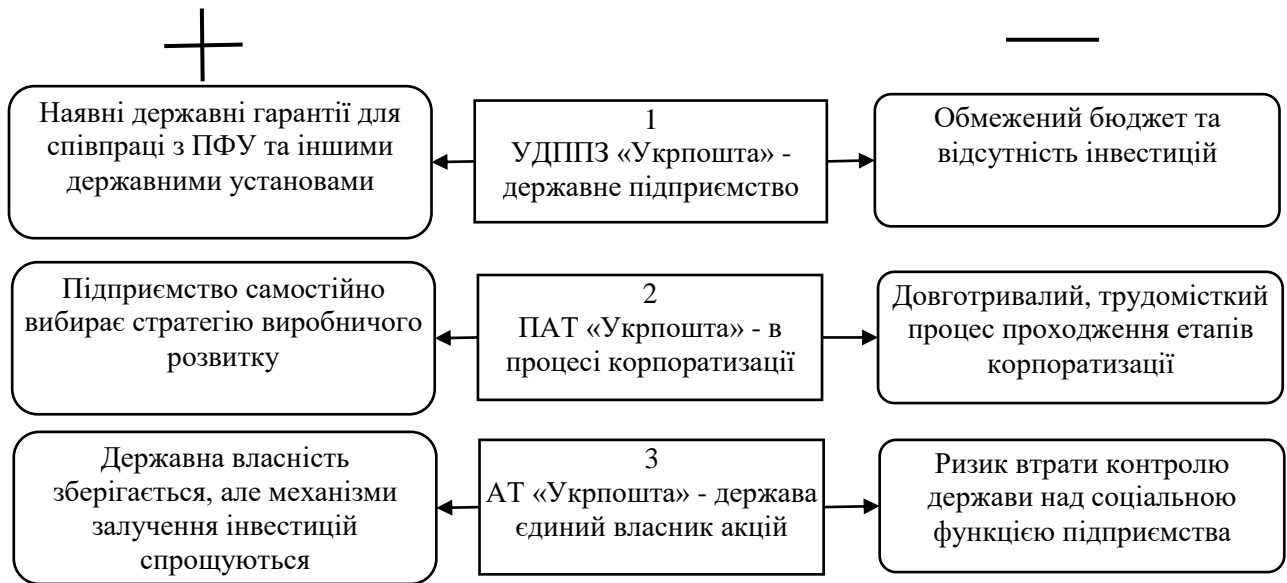 Наявні державні гарантії для
співпраці з ПФУ та іншими
державними установами
1
УДППЗ «Укрпошта» -
державне підприємство
Обмежений бюджет та
відсутність інвестицій
Підприємство самостійно
вибирає стратегію виробничого
розвитку
2
ПАТ «Укрпошта» - в
процесі корпоратизації
Довготривалий, трудомісткий
процес проходження етапів
корпоратизації
Державна власність
зберігається, але механізми
залучення інвестицій
спрощуються
3
АТ «Укрпошта» - держава
єдиний власник акцій
Ризик втрати контролю
держави над соціальною
функцією підприємства